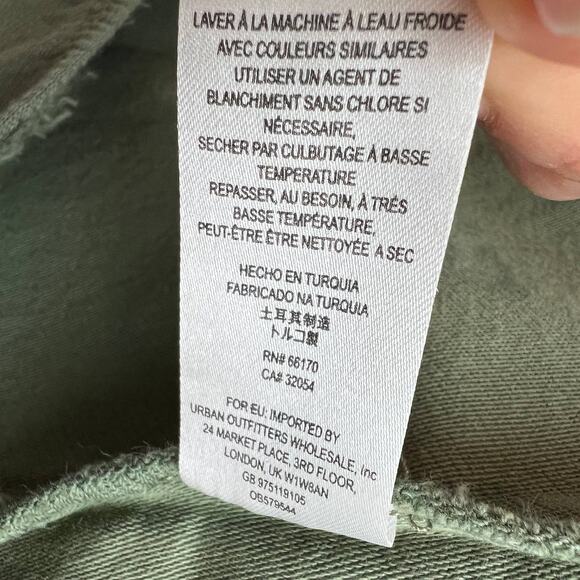 LAVER À LA MACHINE À LEAU FROIDE
AVEC COULEURS SIMILAIRES
UTILISER UN AGENT DE
BLANCHIMENT SANS CHLORE SI
NÉCESSAIRE,
SECHER PAR CULBUTAGE À BASSE
TEMPERATURE
REPASSER, AU BESOIN, À TRÉS
BASSE TEMPÉRATURE,
PEUT-ÊTRE ÊTRE NETTOYÉE A SEC
HECHO EN TURQUIA
FABRICADO NA TURQUIA
土耳其制造
トルコ製
RN# 66170
CA# 32054
FOR EU: IMPORTED BY
URBAN OUTFITTERS WHOLESALE, Inc
24 MARKET PLACE, 3RD FLOOR,
LONDON, UK W1W8AN
GB 975119105
OB579544